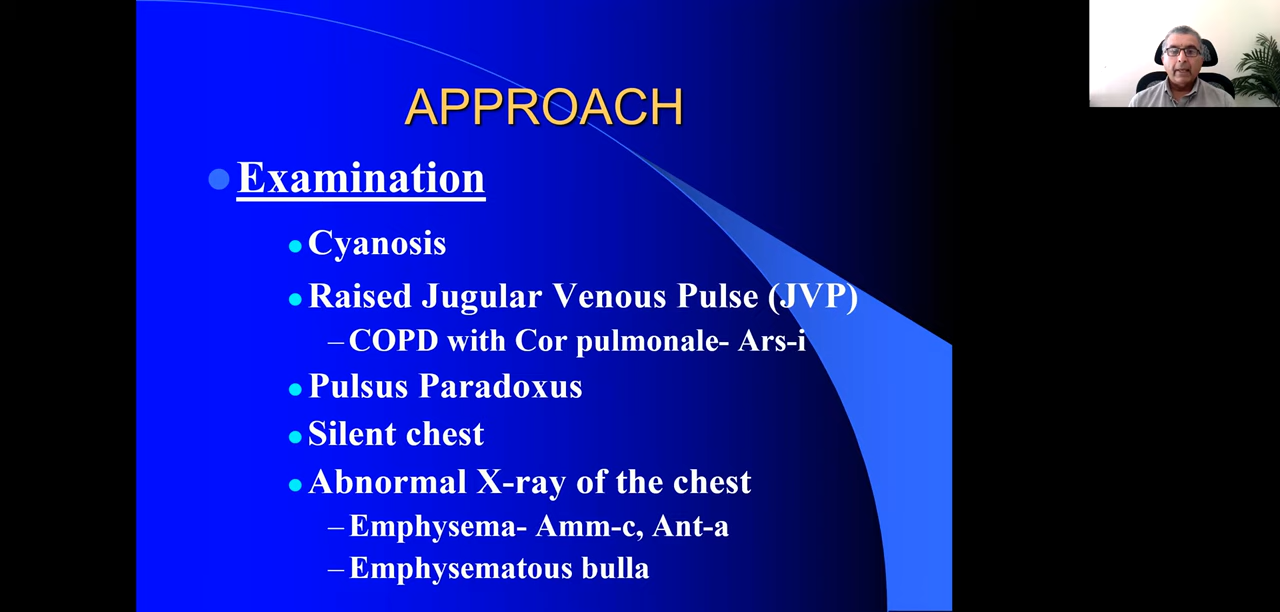 APPROACH
Examination
Cyanosis
Raised Jugular Venous Pulse (JVP)
– COPD with Cor pulmonale- Ars-i
Pulsus Paradoxus
Silent chest
Abnormal X-ray of the chest
– Emphysema- Amm-c, Ant-a
– Emphysematous bulla